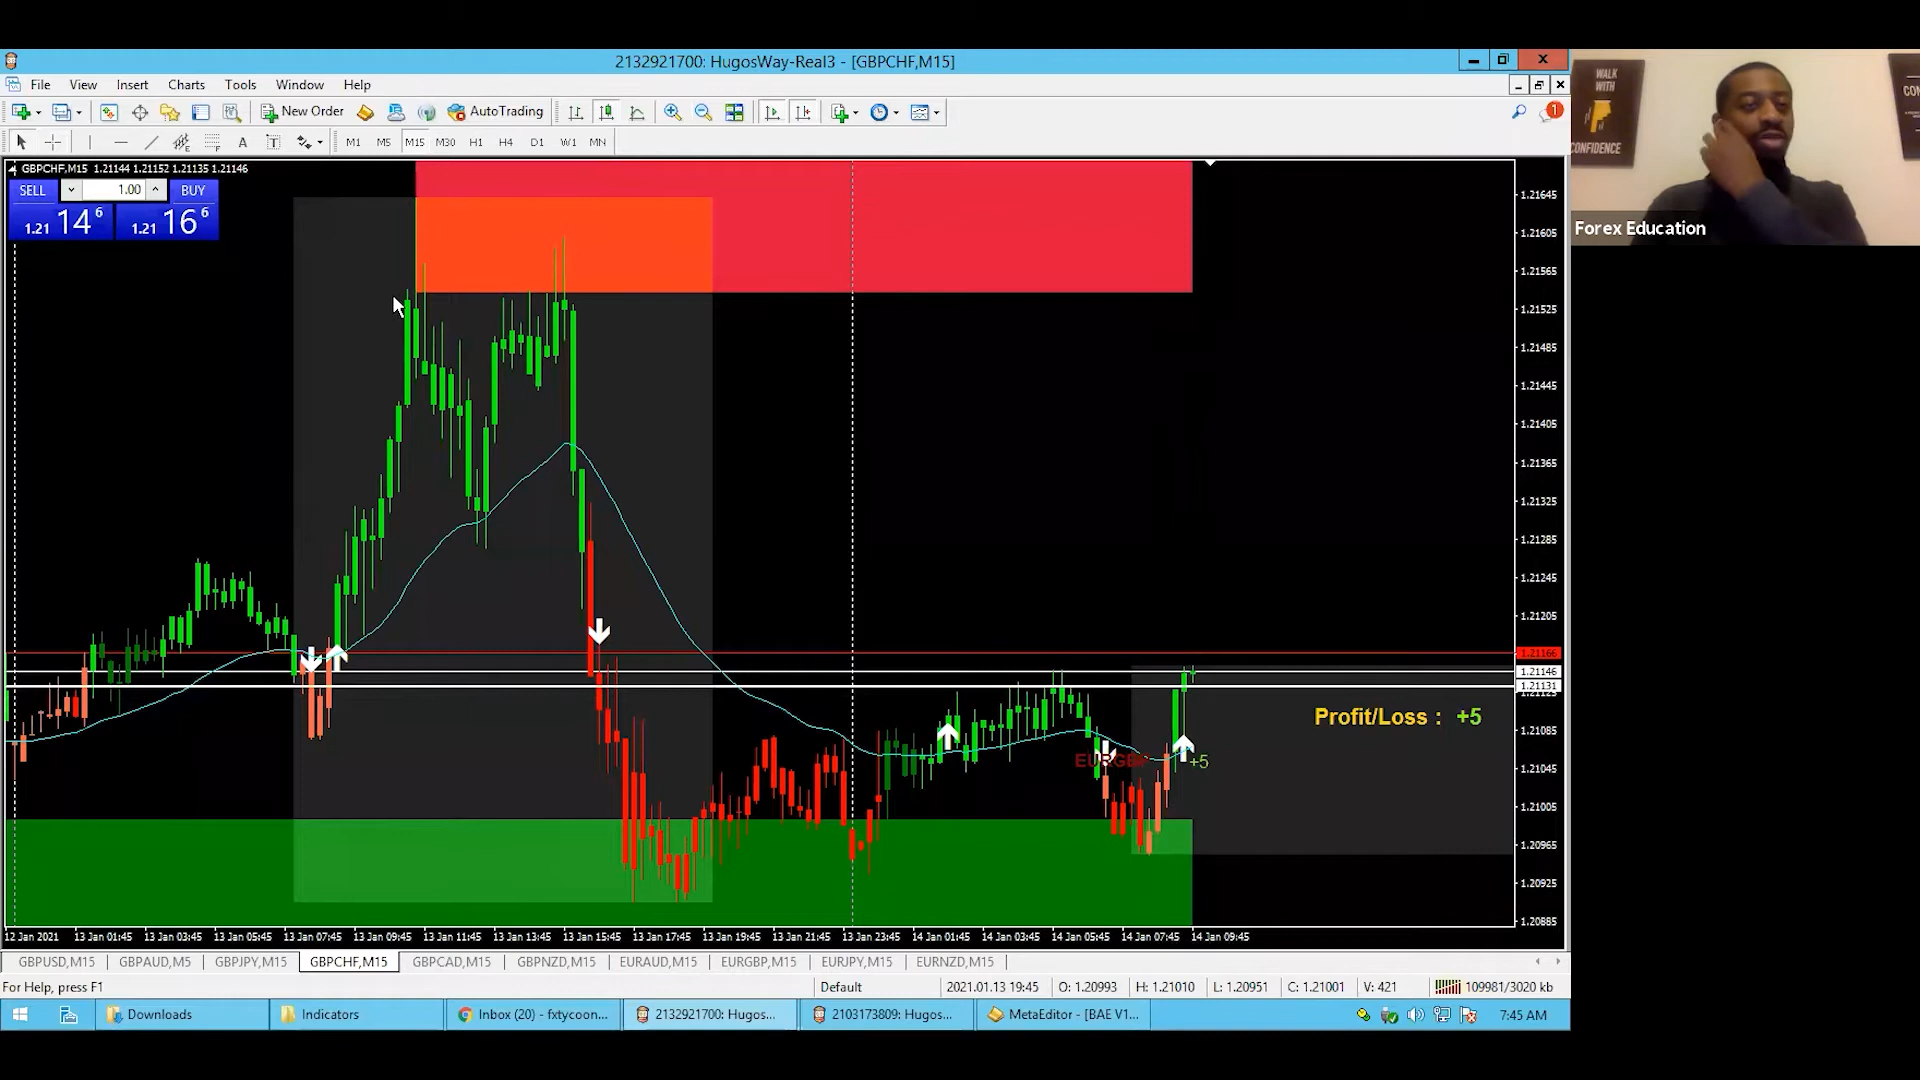 2132921700: HugosWay-Real3 - [GBPCHF,M15]
File View Insert Charts Tools Window Help
New Order AutoTrading 1
A T M1 M5 M15 M30 H1 H4 D1 W1 MN
GBPCHF,M15 1.21144 1.21152 1.21135 1.21146
SELL 1.00 BUY
1.21 14 6 1.21 16 6
WALK
WITH
CONFIDENCE
CON
Forex Education
1.21645
1.21605
1.21565
1.21525
1.21485
1.21445
1.21405
1.21365
1.21325
1.21285
1.21245
1.21205
1.21166
1.21146
1.21131
1.21085
1.21045
1.21005
1.20965
1.20925
1.20885
Profit/Loss : +5
EURGBP +5
12 Jan 2021 13 Jan 01:45 13 Jan 03:45 13 Jan 05:45 13 Jan 07:45 13 Jan 09:45 13 Jan 11:45 13 Jan 13:45 13 Jan 15:45 13 Jan 17:45 13 Jan 19:45 13 Jan 21:45 13 Jan 23:45 14 Jan 01:45 14 Jan 03:45 14 Jan 05:45 14 Jan 07:45 14 Jan 09:45
GBPUSD,M15 GBPAUD,M5 GBPJPY,M15 GBPCHF,M15 GBPCAD,M15 GBPNZD,M15 EURAUD,M15 EURGBP,M15 EURJPY,M15 EURNZD,M15
For Help, press F1 Default 2021.01.13 19:45 O: 1.20993 H: 1.21010 L: 1.20951 C: 1.21001 V: 421 109981/3020 kb
Downloads Indicators Inbox (20) - fxtycoon... 2132921700: Hugos... 2103173809: Hugos... MetaEditor - [BAE V1... 7:45 AM